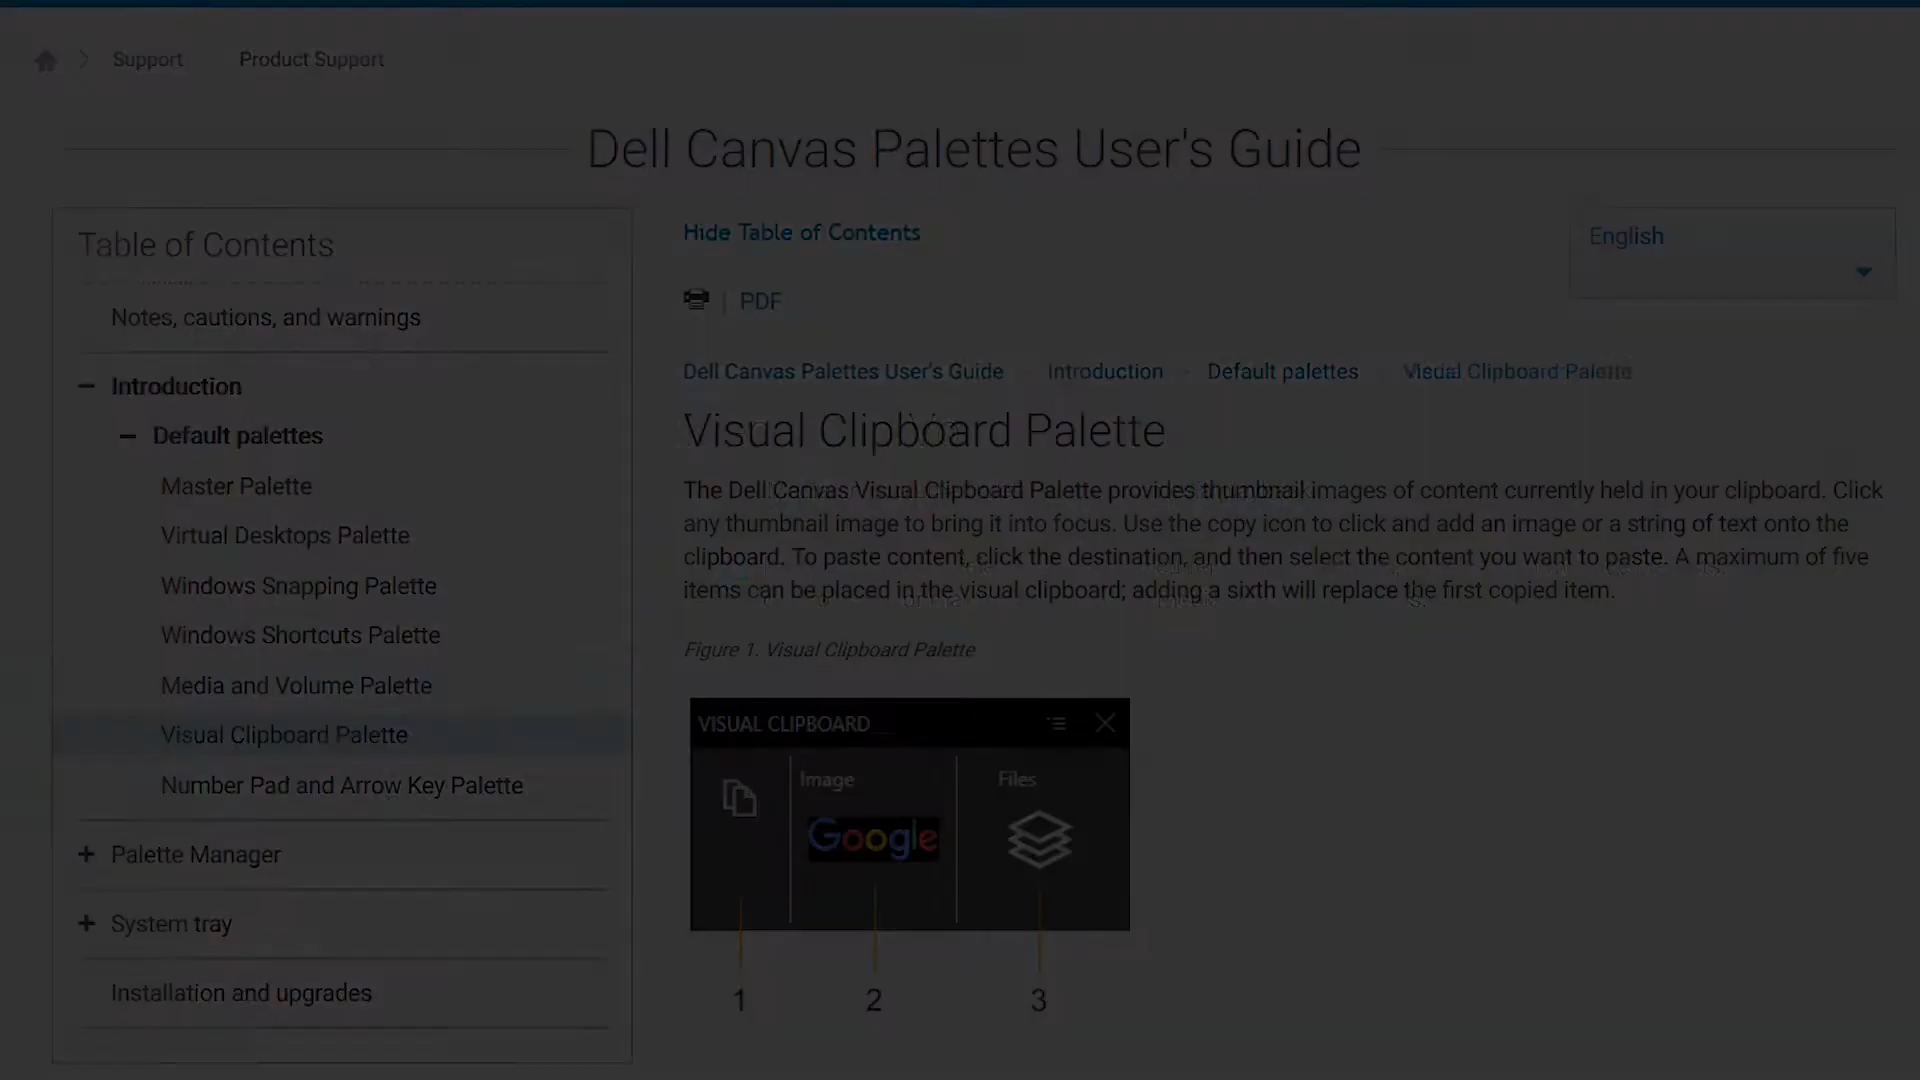 Support Product Support
Dell Canvas Palettes User's Guide
Table of Contents
Notes, cautions, and warnings
Introduction
Default palettes
Master Palette
Virtual Desktops Palette
Windows Snapping Palette
Windows Shortcuts Palette
Media and Volume Palette
Visual Clipboard Palette
Number Pad and Arrow Key Palette
Palette Manager
System tray
Installation and upgrades
Hide Table of Contents
English
PDF
Dell Canvas Palettes User's Guide Introduction Default palettes Visual Clipboard Palette
Visual Clipboard Palette
The Dell Canvas Visual Clipboard Palette provides thumbnail images of content currently held in your clipboard. Click
any thumbnail image to bring it into focus. Use the copy icon to click and add an image or a string of text onto the
clipboard. To paste content, click the destination, and then select the content you want to paste. A maximum of five
items can be placed in the visual clipboard; adding a sixth will replace the first copied item.
Figure 1. Visual Clipboard Palette
VISUAL CLIPBOARD
Image Files
Google
1 2 3